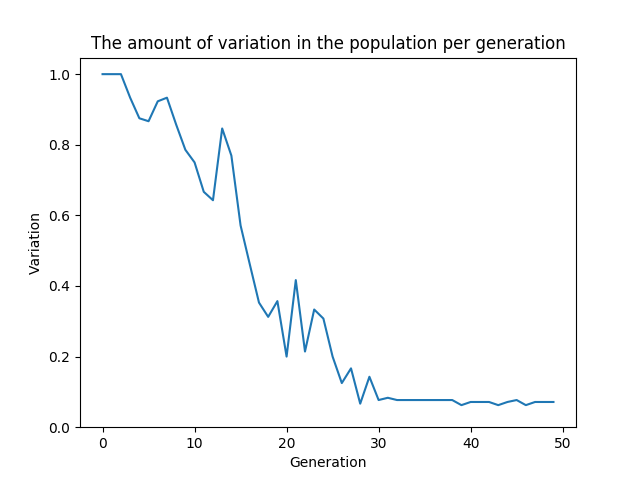 The amount of variation in the population per generation
1.0
0.8
0.6
0.4
0.2
0.0
Variation
0 10 20 30 40 50
Generation